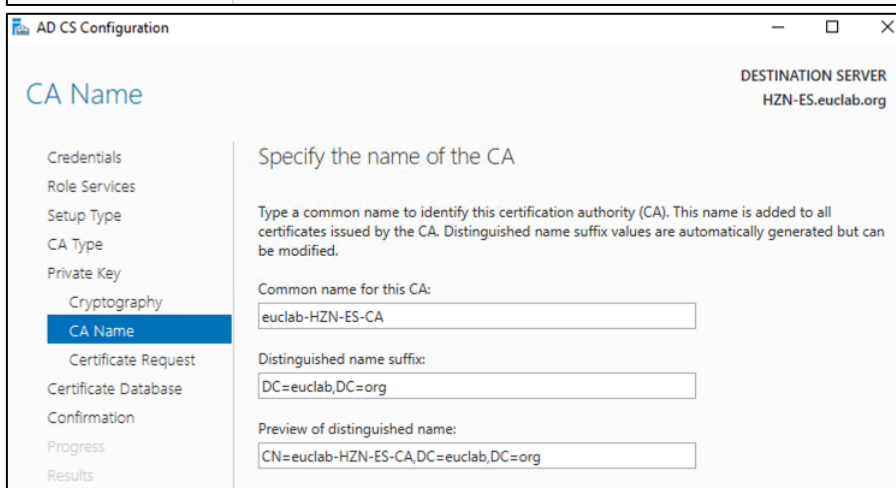 AD CS Configuration
DESTINATION SERVER
HZN-ES.euclab.org
CA Name
Credentials
Role Services
Setup Type
CA Type
Private Key
Cryptography
CA Name
Certificate Request
Certificate Database
Confirmation
Progress
Results
Specify the name of the CA
Type a common name to identify this certification authority (CA). This name is added to all
certificates issued by the CA. Distinguished name suffix values are automatically generated but can
be modified.
Common name for this CA:
euclab-HZN-ES-CA
Distinguished name suffix:
DC=euclab,DC=org
Preview of distinguished name:
CN=euclab-HZN-ES-CA,DC=euclab,DC=org